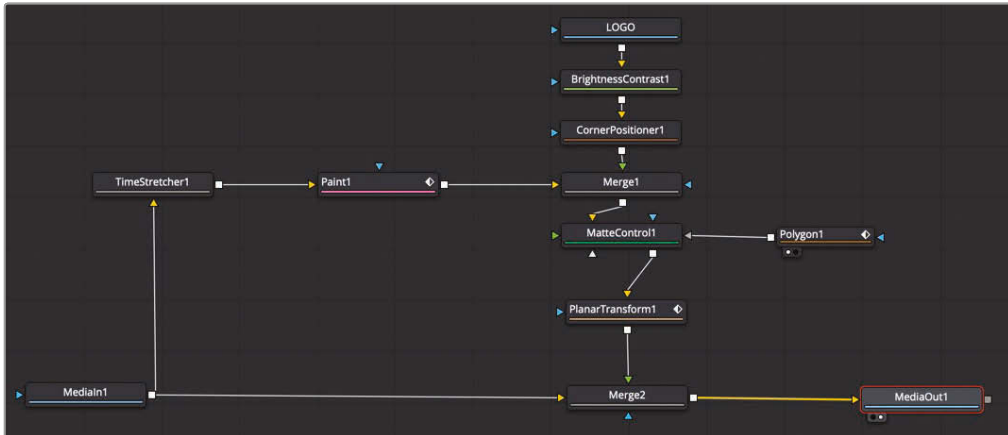 LOGO
BrightnessContrast1
CornerPositioner1
TimeStretcher1
Paint1
Merge1
MatteControl1
Polygon1
PlanarTransform1
MediaIn1
Merge2
MediaOut1